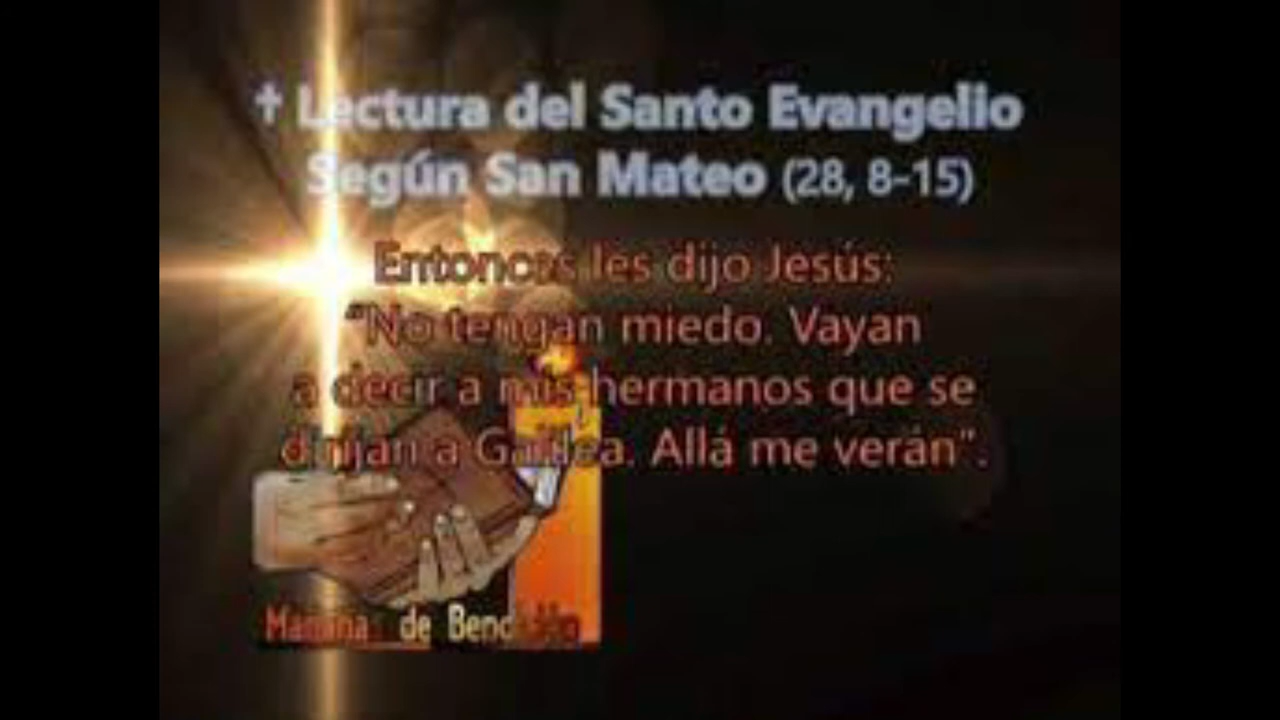 † Lectura del Santo Evangelio
Según San Mateo (28, 8-15)
Entonces les dijo Jesús:
“No tengan miedo. Vayan
a decir a mis hermanos que se
dirijan a Galilea. Allá me verán”.
Mañanas de Bendición